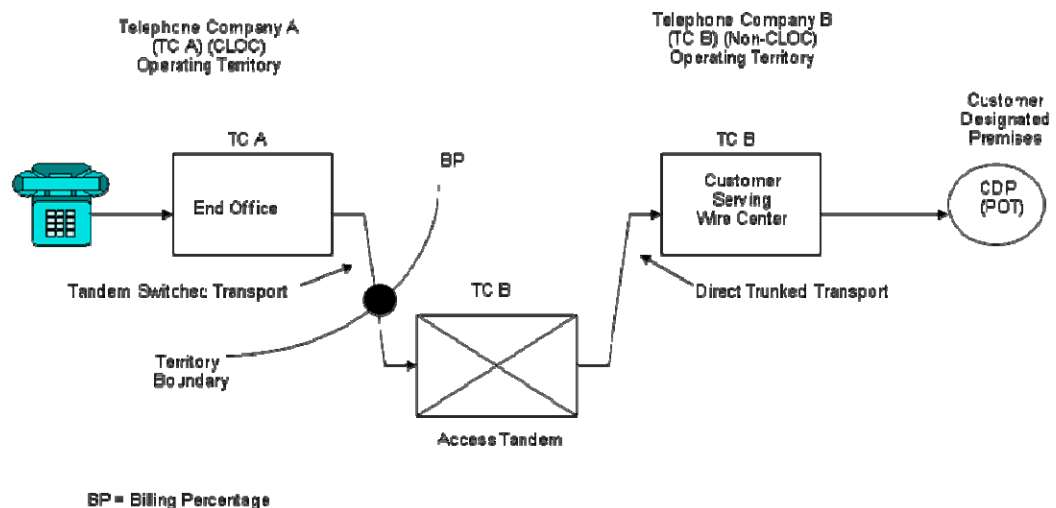 Telephone Company A
(TC A) (CLOC)
Operating Territory
Telephone Company B
(TC B) (Non-CLOC)
Operating Territory
Customer
Designated
Premises
TC A
BP
TC B
End Office
Customer
Serving
Wire Center
CDP
(POT)
Tandem Switched Transport
TC B
Direct Trunked Transport
Territory
Boundary
Access Tandem
BP = Billing Percentage